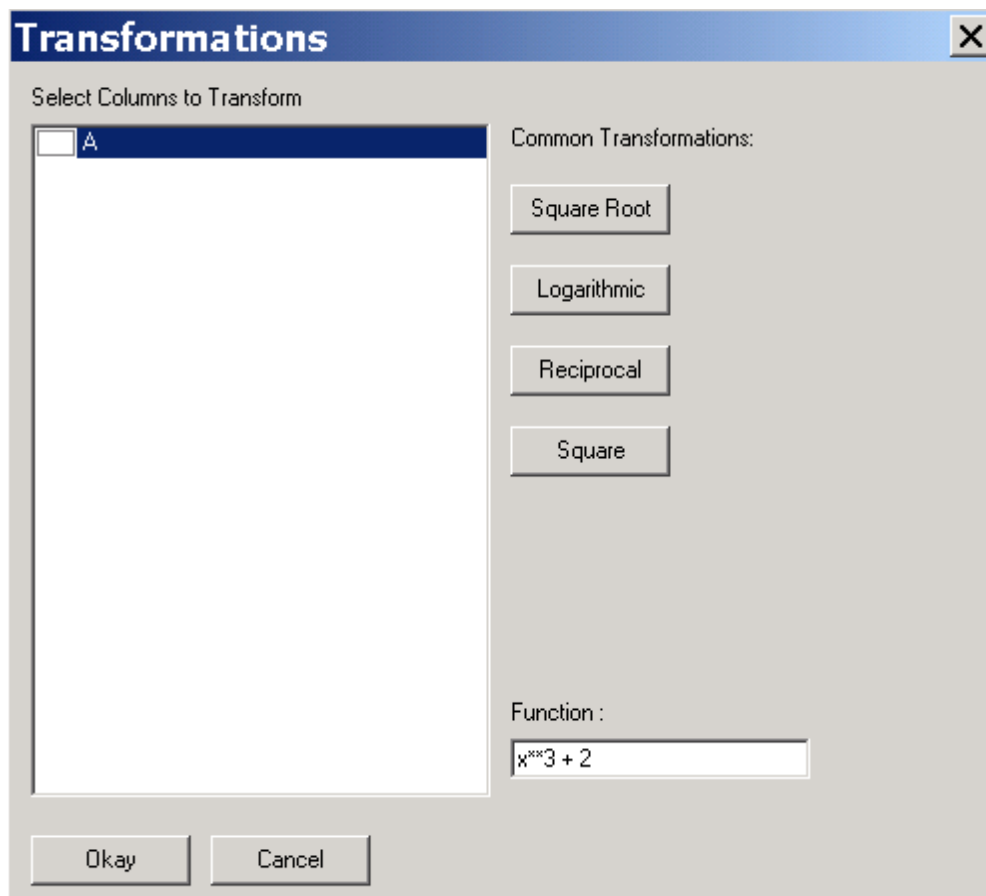 Transformations
Select Columns to Transform
A
Common Transformations:
Square Root
Logarithmic
Reciprocal
Square
Function :
x**3 + 2
Okay
Cancel